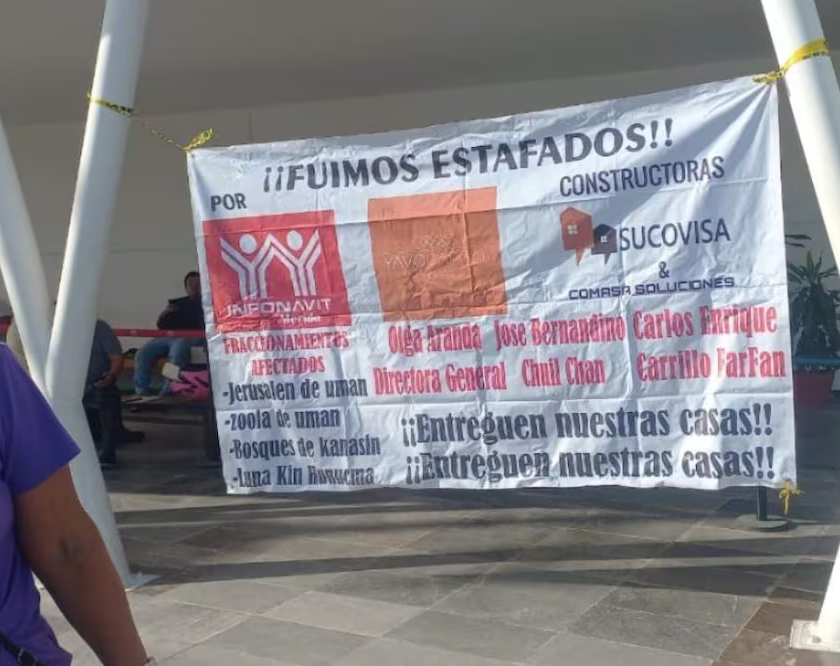 ¡¡FUIMOS ESTAFADOS!!
POR
CONSTRUCTORAS
INFONAVIT
SUCOVISA
&
COMASA SOLUCIONES
FRACCIONAMIENTOS
AFECTADOS
-Jerusalen de uman
-zoola de uman
-Bosques de kanasin
-Luna Kin
Olga Aranda
Directora General
Jose Bernandino
Chuil Chan
Carlos Enrique
Carrillo FarFan
¡¡Entreguen nuestras casas!!
¡¡Entreguen nuestras casas!!